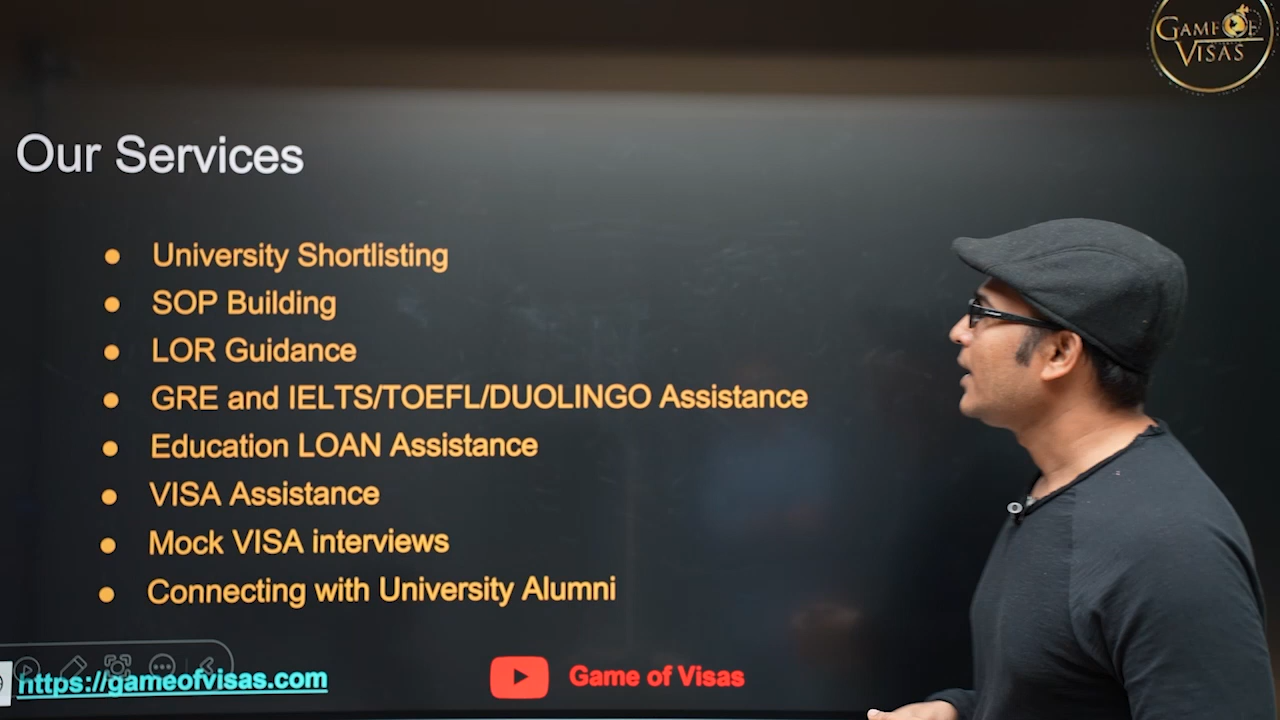 GAME OF
VISAS
Our Services
University Shortlisting
SOP Building
LOR Guidance
GRE and IELTS/TOEFL/DUOLINGO Assistance
Education LOAN Assistance
VISA Assistance
Mock VISA interviews
Connecting with University Alumni
https://gameofvisas.com
Game of Visas